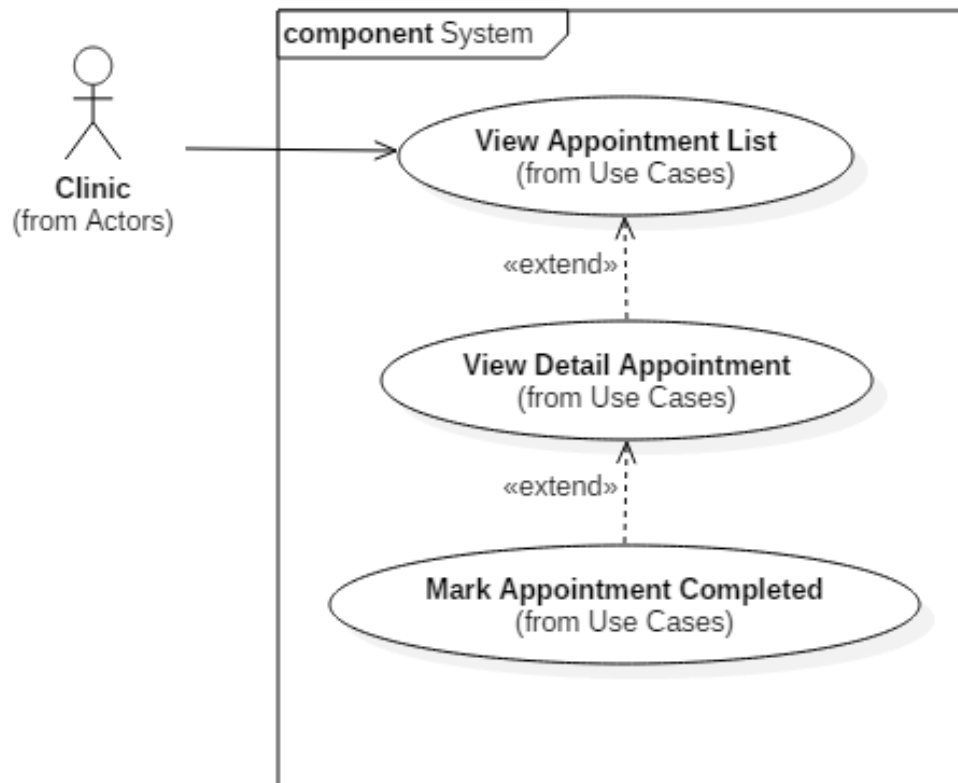 component System
Clinic
(from Actors)
View Appointment List
(from Use Cases)
«extend»
View Detail Appointment
(from Use Cases)
«extend»
Mark Appointment Completed
(from Use Cases)